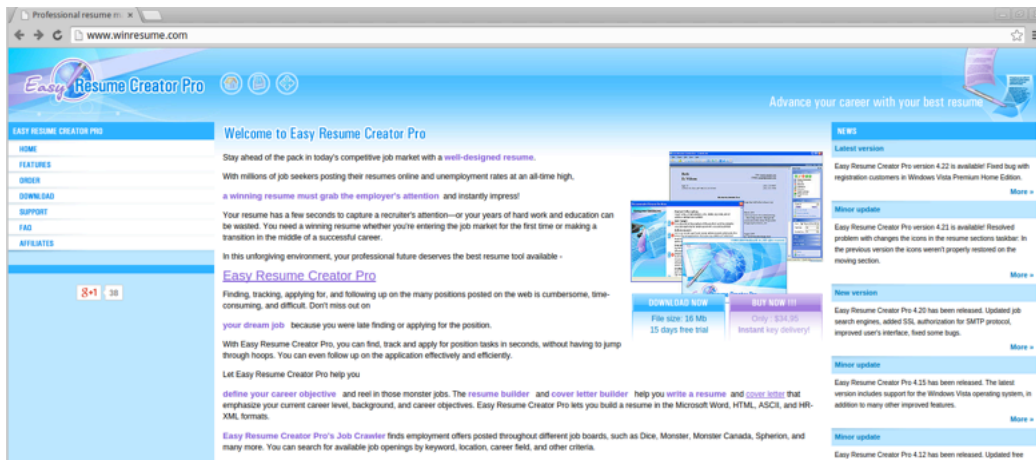 Professional resume m
www.winresume.com
Easy Resume Creator Pro
Advance your career with your best resume
EASY RESUME CREATOR PRO
HOME
FEATURES
ORDER
DOWNLOAD
SUPPORT
FAQ
AFFILIATES
g+1 38
Welcome to Easy Resume Creator Pro
Stay ahead of the pack in today's competitive job market with a well-designed resume.
With millions of job seekers posting their resumes online and unemployment rates at an all-time high,
a winning resume must grab the employer's attention and instantly impress!
Your resume has a few seconds to capture a recruiter's attention—or your years of hard work and education can
be wasted. You need a winning resume whether you're entering the job market for the first time or making a
transition in the middle of a successful career.
In this unforgiving environment, your professional future deserves the best resume tool available -
Easy Resume Creator Pro
Finding, tracking, applying for, and following up on the many positions posted on the web is cumbersome, time-
consuming, and difficult. Don't miss out on
your dream job because you were late finding or applying for the position.
With Easy Resume Creator Pro, you can find, track and apply for position tasks in seconds, without having to jump
through hoops. You can even follow up on the application effectively and efficiently.
Let Easy Resume Creator Pro help you
define your career objective and reel in those monster jobs. The resume builder and cover letter builder help you write a resume and cover letter that
emphasize your current career level, background, and career objectives. Easy Resume Creator Pro lets you build a resume in the Microsoft Word, HTML, ASCII, and HR-
XML formats.
Easy Resume Creator Pro's Job Crawler finds employment offers posted throughout different job boards, such as Dice, Monster, Monster Canada, Spherion, and
many more. You can search for available job openings by keyword, location, career field, and other criteria.
DOWNLOAD NOW
File size: 16 Mb
15 days free trial
BUY NOW !!!
Only : $34,95
Instant key delivery!
NEWS
Latest version
Easy Resume Creator Pro version 4.22 is available! Fixed bug with
registration customers in Windows Vista Premium Home Edition.
More »
Minor update
Easy Resume Creator Pro version 4.21 is available! Resolved
problem with changes the icons in the resume sections taskbar: In
the previous version the icons weren't properly restored on the
moving section.
More »
New version
Easy Resume Creator Pro 4.20 has been released. Updated job
search engines, added SSL authorization for SMTP protocol,
improved user's interface, fixed some bugs.
More »
Minor update
Easy Resume Creator Pro 4.15 has been released. The latest
version includes support for the Windows Vista operating system, in
addition to many other improved features.
More »
Minor update
Easy Resume Creator Pro 4.12 has been released. Updated free